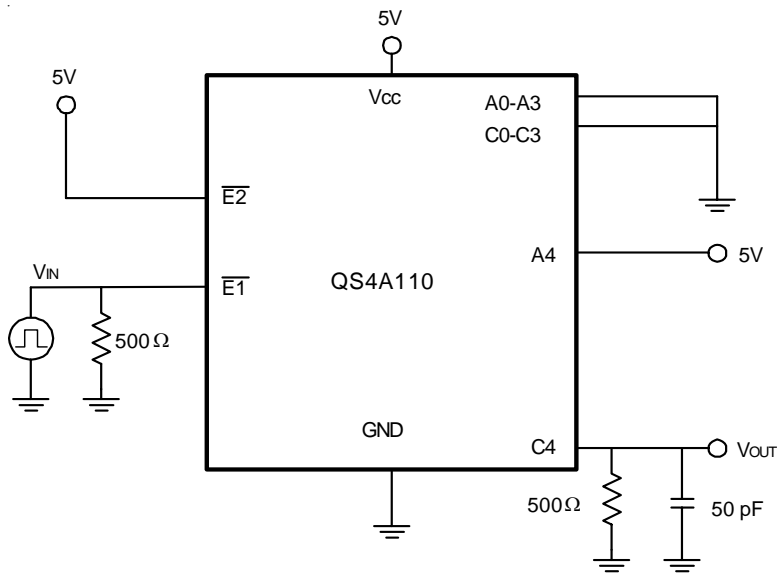 5V
5V
Vcc
A0-A3
C0-C3
E2
A4
5V
VIN
E1
QS4A110
500Ω
GND
C4
VOUT
500Ω
50 pF